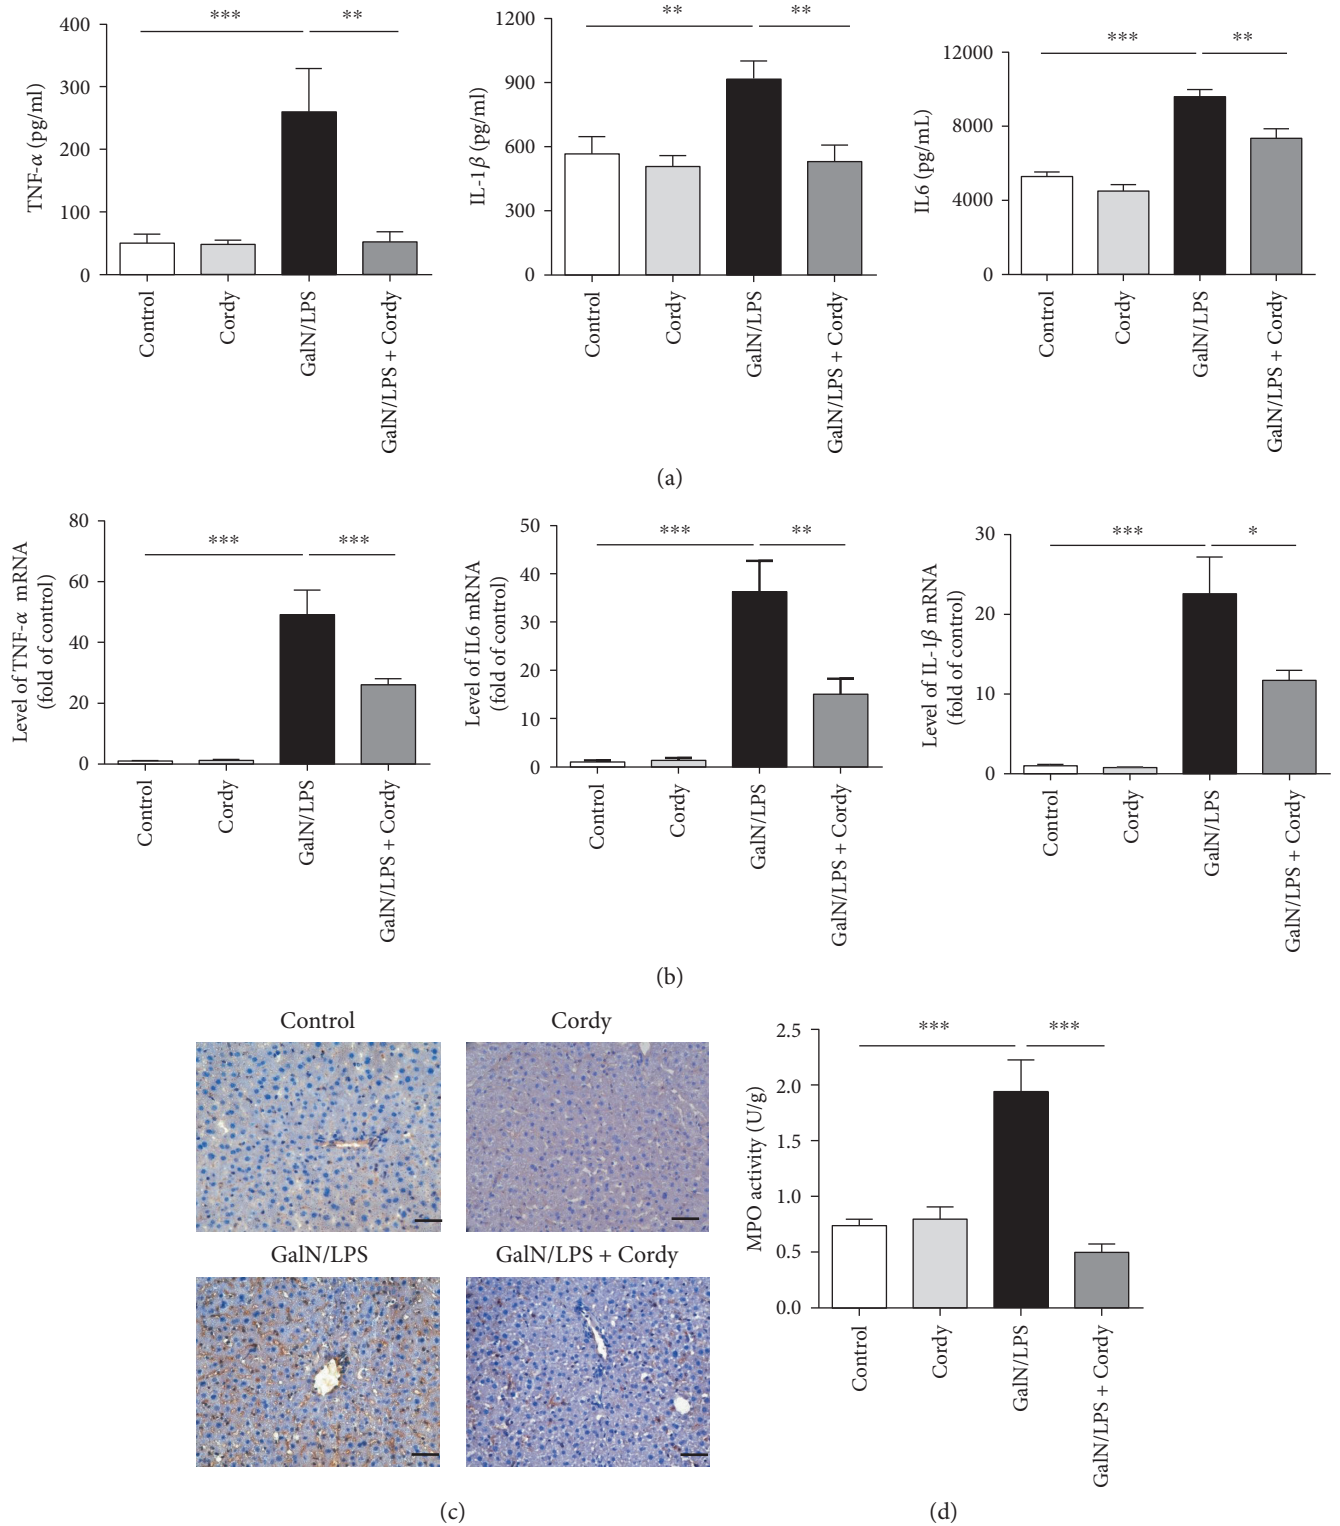 *** **
400
300
200
100
0
TNF-α (pg/ml)
Control
Cordy
GalN/LPS
GalN/LPS + Cordy
** **
1200
900
600
300
0
IL-1β (pg/ml)
Control
Cordy
GalN/LPS
GalN/LPS + Cordy
*** **
12000
8000
4000
0
IL6 (pg/mL)
Control
Cordy
GalN/LPS
GalN/LPS + Cordy
(a)
80
60
40
20
0
*** ***
Level of TNF-α mRNA
(fold of control)
Control
Cordy
GalN/LPS
GalN/LPS + Cordy
50
40
30
20
10
0
*** **
Level of IL6 mRNA
(fold of control)
Control
Cordy
GalN/LPS
GalN/LPS + Cordy
30
20
10
0
*** *
Level of IL-1β mRNA
(fold of control)
Control
Cordy
GalN/LPS
GalN/LPS + Cordy
(b)
Control
Cordy
GalN/LPS
GalN/LPS + Cordy
(c)
*** ***
2.5
2.0
1.5
1.0
0.5
0.0
MPO activity (U/g)
Control
Cordy
GalN/LPS
GalN/LPS + Cordy
(d)